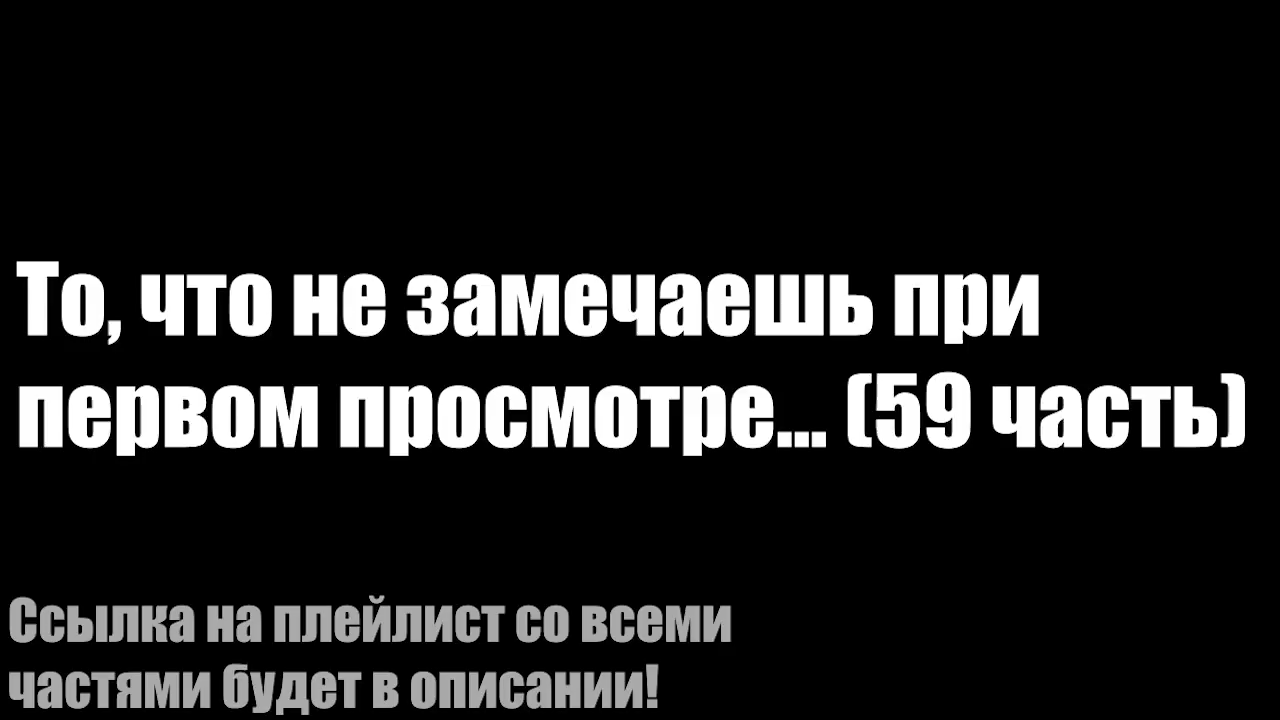 То, что не замечаешь при
первом просмотре... (59 часть)
Ссылка на плейлист со всеми
частями будет в описании!